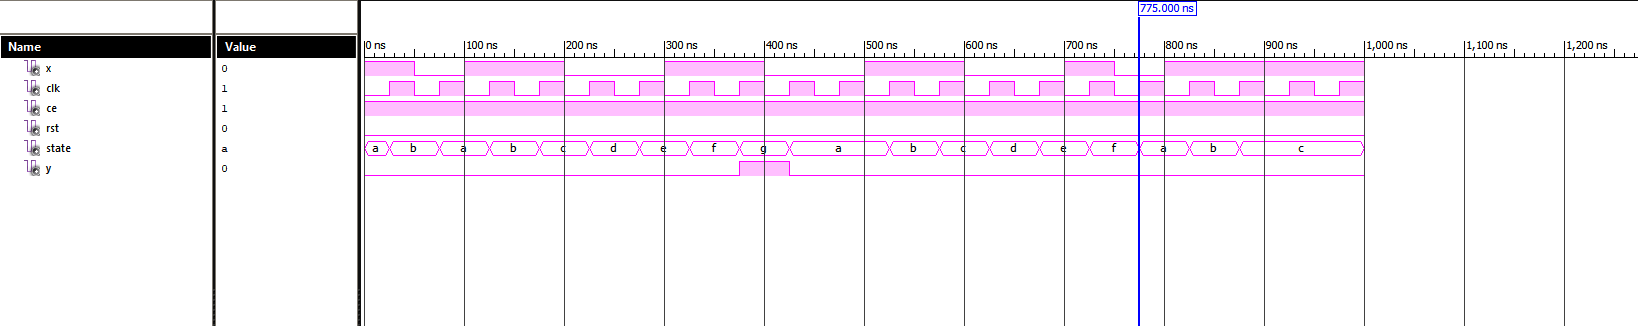 775.000 ns
Name Value 0 ns 100 ns 200 ns 300 ns 400 ns 500 ns 600 ns 700 ns 800 ns 900 ns 1,000 ns 1,100 ns 1,200 ns
x 0
clk 1
ce 1
rst 0
state a a b a b c d e f g a b c d e f a b c
y 0